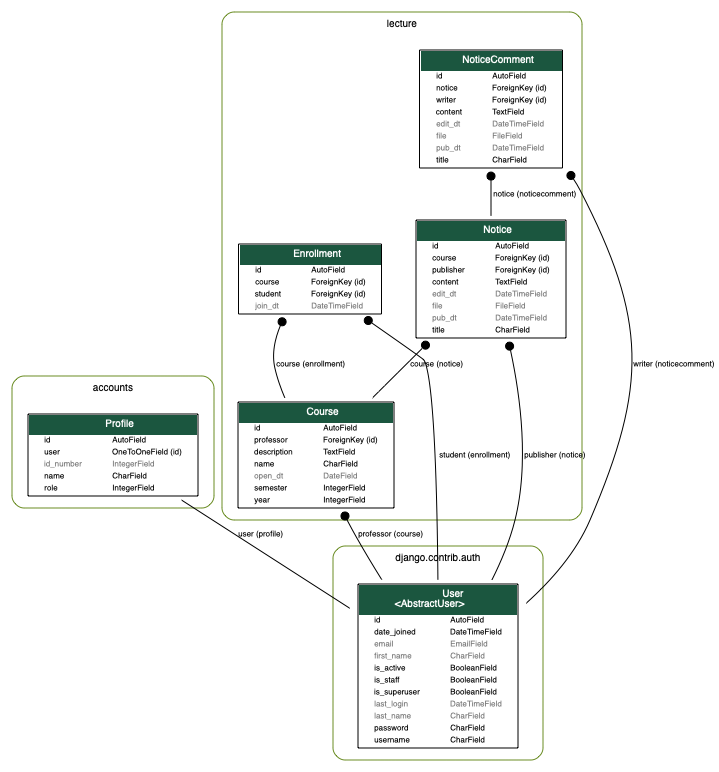 lecture
NoticeComment
id AutoField
notice ForeignKey (id)
writer ForeignKey (id)
content TextField
edit_dt DateTimeField
file FileField
pub_dt DateTimeField
title CharField
notice (noticecomment)
Notice
id AutoField
course ForeignKey (id)
publisher ForeignKey (id)
content TextField
edit_dt DateTimeField
file FileField
pub_dt DateTimeField
title CharField
Enrollment
id AutoField
course ForeignKey (id)
student ForeignKey (id)
join_dt DateTimeField
course (enrollment)
course (notice)
writer (noticecomment)
accounts
Profile
id AutoField
user OneToOneField (id)
id_number IntegerField
name CharField
role IntegerField
Course
id AutoField
professor ForeignKey (id)
description TextField
name CharField
open_dt DateField
semester IntegerField
year IntegerField
student (enrollment)
publisher (notice)
user (profile)
professor (course)
django.contrib.auth
User
<AbstractUser>
id AutoField
date_joined DateTimeField
email EmailField
first_name CharField
is_active BooleanField
is_staff BooleanField
is_superuser BooleanField
last_login DateTimeField
last_name CharField
password CharField
username CharField